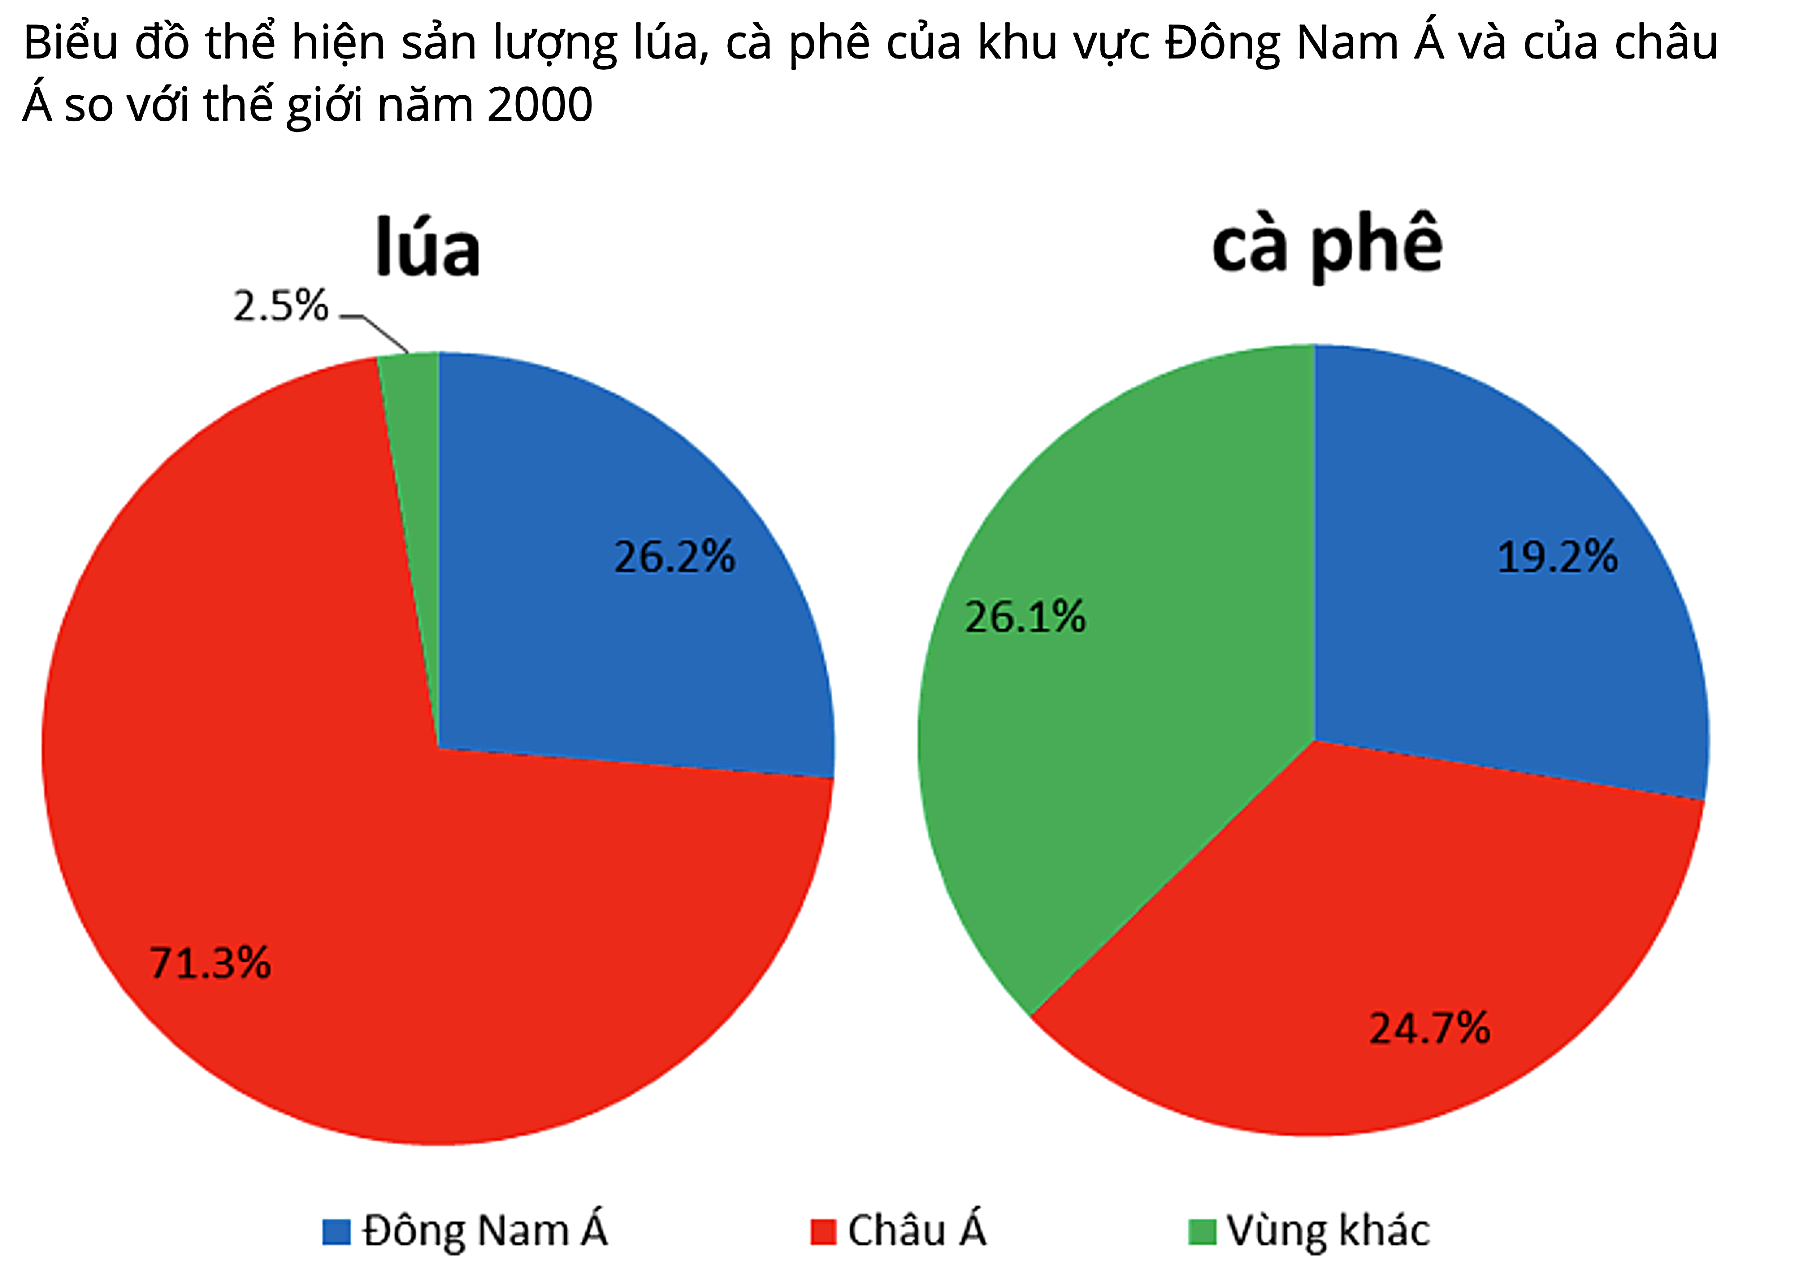 Biểu đồ thể hiện sản lượng lúa, cà phê của khu vực Đông Nam Á và của châu
Á so với thế giới năm 2000
lúa
cà phê
2.5%
26.2%
71.3%
19.2%
26.1%
24.7%
Đông Nam Á
Châu Á
Vùng khác